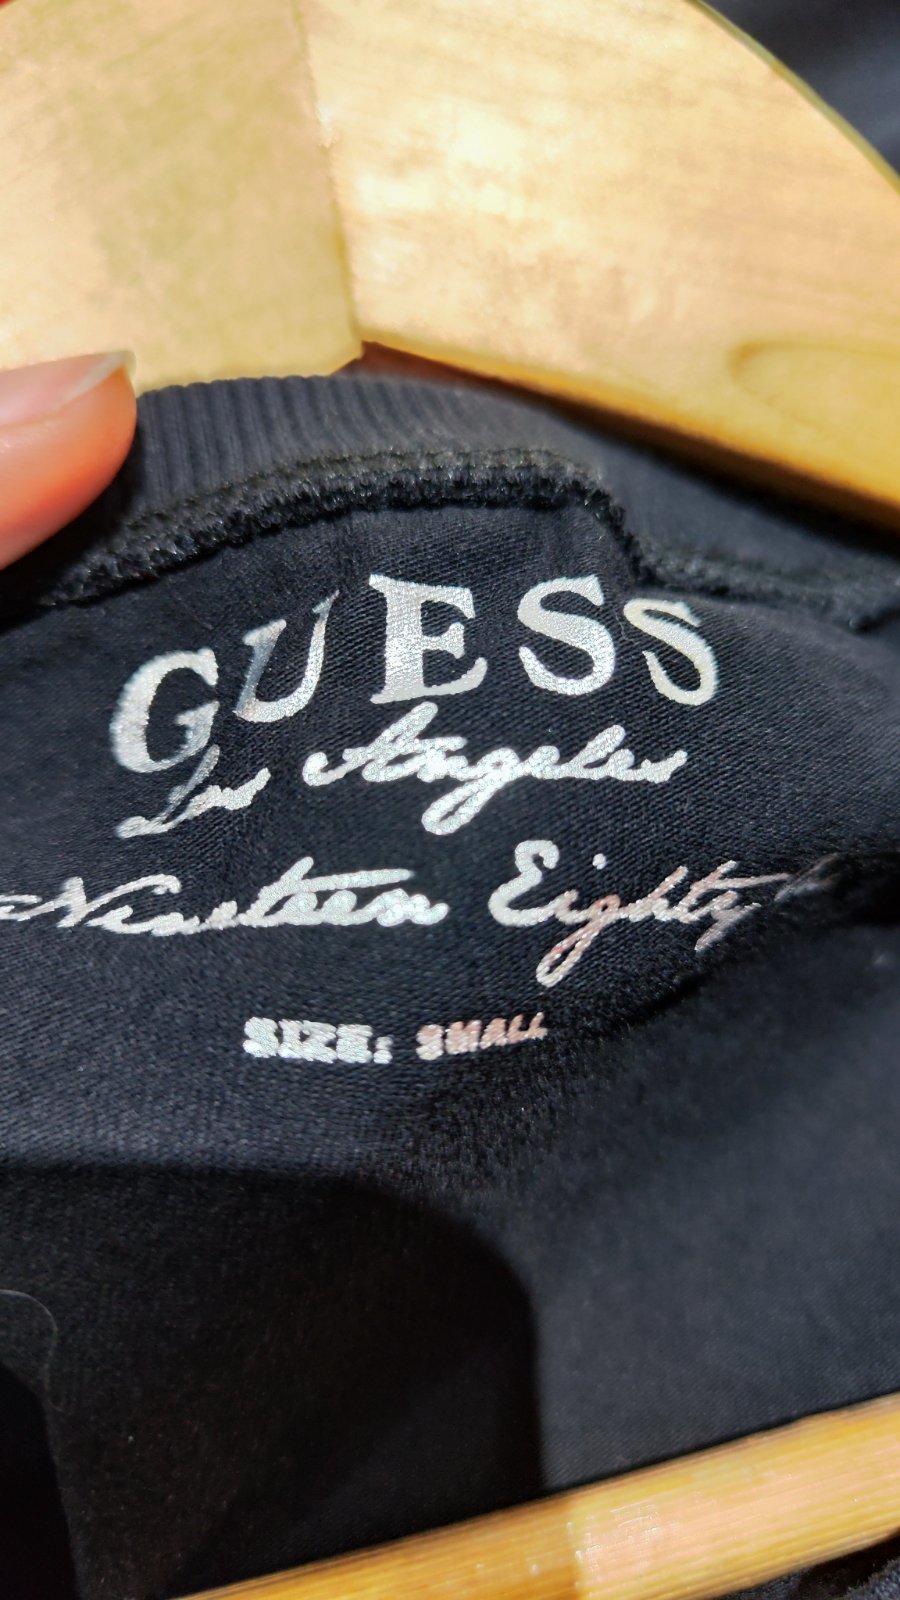 GUESS
Los Angeles
Nineteen Eighty
SIZE: SMALL